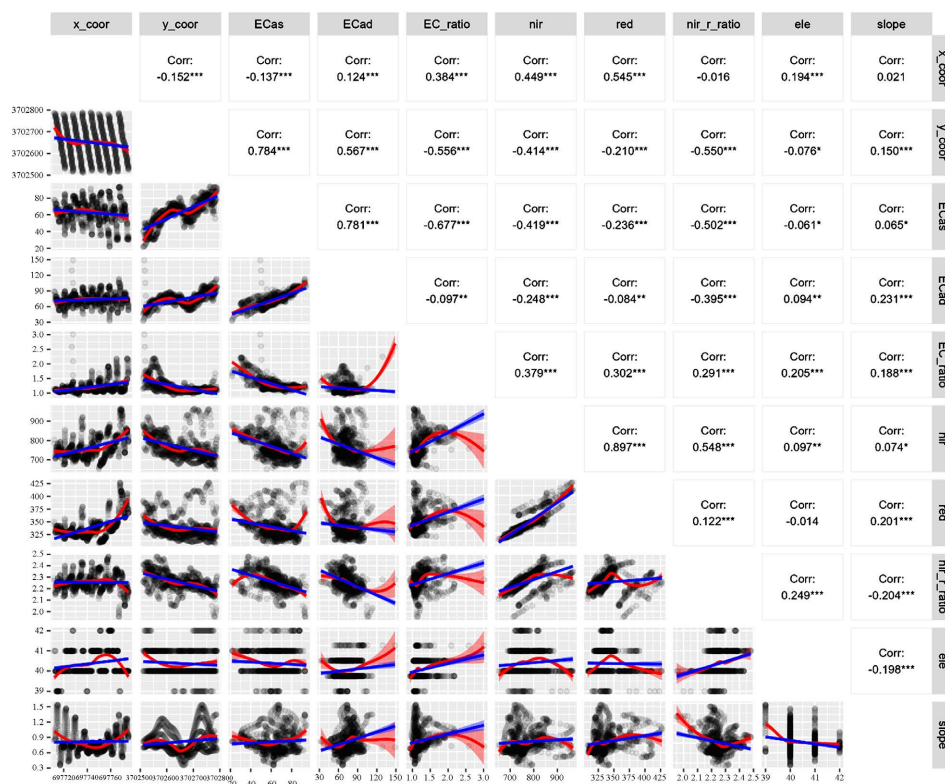 x_coor y_coor ECas ECad EC_ratio nir red nir_r_ratio ele slope
Corr: Corr: Corr: Corr: Corr: Corr: Corr: Corr: Corr:
-0.152*** -0.137*** 0.124*** 0.384*** 0.449*** 0.545*** -0.016 0.194*** 0.021
x_coor
3702800
3702700
3702600
3702500
Corr: Corr: Corr: Corr: Corr: Corr: Corr: Corr:
0.784*** 0.567*** -0.556*** -0.414*** -0.210*** -0.550*** -0.076* 0.150***
y_coor
80
60
40
20
Corr: Corr: Corr: Corr: Corr: Corr: Corr:
0.781*** -0.677*** -0.419*** -0.236*** -0.502*** -0.061* 0.065*
ECas
150
120
90
60
30
Corr: Corr: Corr: Corr: Corr: Corr:
-0.097** -0.248*** -0.084** -0.395*** 0.094** 0.231***
ECad
3.0
2.5
2.0
1.5
1.0
Corr: Corr: Corr: Corr: Corr:
0.379*** 0.302*** 0.291*** 0.205*** 0.188***
EC_ratio
900
800
700
Corr: Corr: Corr: Corr:
0.897*** 0.548*** 0.097** 0.074*
nir
425
400
375
350
325
Corr: Corr: Corr:
0.122*** -0.014 0.201***
red
2.5
2.4
2.3
2.2
2.1
2.0
Corr: Corr:
0.249*** -0.204***
nir_r_ratio
42
41
40
39
Corr:
-0.198***
ele
1.5
1.2
0.9
0.6
0.3
slope
30 60 90 120 150 1.0 1.5 2.0 2.5 3.0 700 800 900 325 350 375 400 425 2.0 2.1 2.2 2.3 2.4 2.5 39 40 41 42